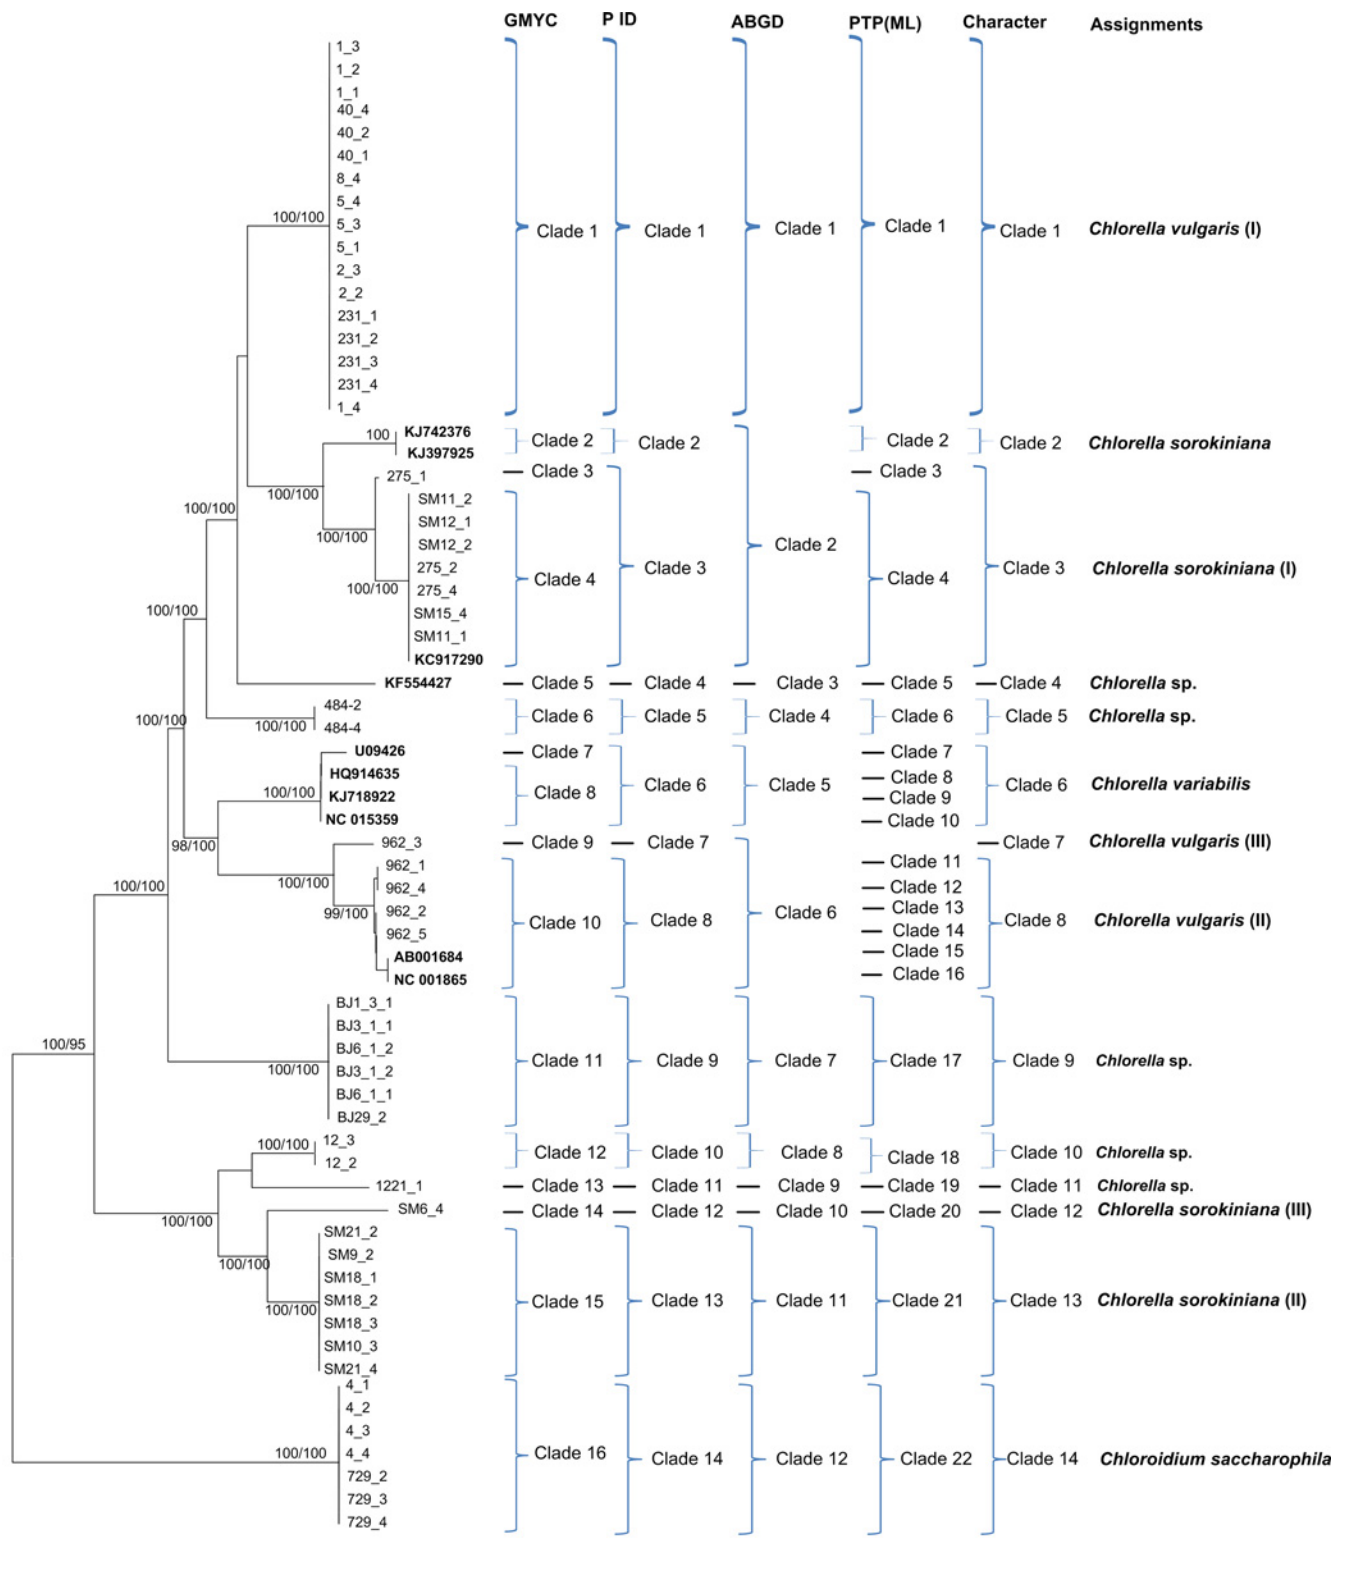 GMYC P ID ABGD PTP(ML) Character Assignments
1_3
1_2
1_1
40_4
40_2
40_1
8_4
5_4
100/100 5_3 Clade 1 Clade 1 Clade 1 Clade 1 Clade 1 Chlorella vulgaris (I)
5_1
2_3
2_2
231_1
231_2
231_3
231_4
1_4
100 KJ742376 Clade 2 Clade 2 Clade 2 Clade 2 Chlorella sorokiniana
KJ397925
275_1 Clade 3 Clade 3
100/100 SM11_2
100/100 SM12_1
100/100 SM12_2 Clade 2
275_2 Clade 4 Clade 3 Clade 4 Clade 3 Chlorella sorokiniana (I)
100/100 275_4
100/100 SM15_4
SM11_1
KC917290
KF554427 Clade 5 Clade 4 Clade 3 Clade 5 Clade 4 Chlorella sp.
484-2
100/100 Clade 6 Clade 5 Clade 4 Clade 6 Clade 5 Chlorella sp.
100/100 484-4
U09426 Clade 7 Clade 7
HQ914635 Clade 8
100/100 KJ718922 Clade 8 Clade 6 Clade 5 Clade 9 Clade 6 Chlorella variabilis
NC 015359 Clade 10
98/100 962_3 Clade 9 Clade 7 Clade 7 Chlorella vulgaris (III)
962_1 Clade 11
100/100 100/100 962_4 Clade 12
99/100 962_2 Clade 10 Clade 8 Clade 6 Clade 13 Clade 8 Chlorella vulgaris (II)
962_5 Clade 14
AB001684 Clade 15
NC 001865 Clade 16
BJ1_3_1
BJ3_1_1
100/95 BJ6_1_2
100/100 BJ3_1_2 Clade 11 Clade 9 Clade 7 Clade 17 Clade 9 Chlorella sp.
BJ6_1_1
BJ29_2
100/100 12_3
12_2 Clade 12 Clade 10 Clade 8 Clade 18 Clade 10 Chlorella sp.
1221_1 Clade 13 Clade 11 Clade 9 Clade 19 Clade 11 Chlorella sp.
100/100 SM6_4 Clade 14 Clade 12 Clade 10 Clade 20 Clade 12 Chlorella sorokiniana (III)
SM21_2
100/100 SM9_2
SM18_1
100/100 SM18_2 Clade 15 Clade 13 Clade 11 Clade 21 Clade 13 Chlorella sorokiniana (II)
SM18_3
SM10_3
SM21_4
4_1
4_2
4_3
100/100 4_4 Clade 16 Clade 14 Clade 12 Clade 22 Clade 14 Chloroidium saccharophila
729_2
729_3
729_4